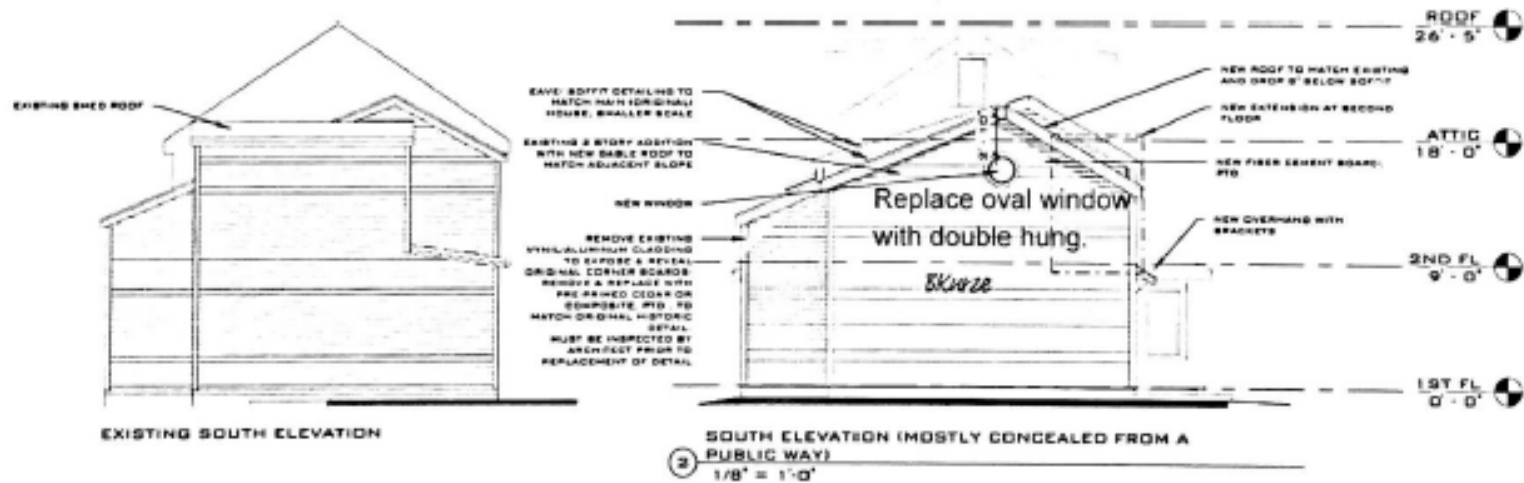 EXISTING SHED ROOF
EXISTING SOUTH ELEVATION
EAVE/ SOFFIT DETAILING TO
MATCH MAIN (ORIGINAL)
HOUSE, SMALLER SCALE
EXISTING 2 STORY ADDITION
WITH NEW GABLE ROOF TO
MATCH ADJACENT SLOPE
NEW WINDOW
REMOVE EXISTING
VINYL/ALUMINUM CLADDING
TO EXPOSE & REVEAL
ORIGINAL CORNER BOARDS
REMOVE & REPLACE WITH
PRE-PRIMED CEDAR OR
COMPOSITE, PTD. TO
MATCH ORIGINAL HISTORIC
DETAIL.
MUST BE INSPECTED BY
ARCHITECT PRIOR TO
REPLACEMENT OF DETAIL
Replace oval window
with double hung.
BKurze
NEW ROOF TO MATCH EXISTING
AND DROP 8" BELOW SOFFIT
NEW EXTENSION AT SECOND
FLOOR
NEW FIBER CEMENT BOARD,
PTD
NEW OVERHANG WITH
BRACKETS
ROOF
26' - 5"
ATTIC
18' - 0"
2ND FL
9' - 0"
1ST FL
0' - 0"
2
SOUTH ELEVATION (MOSTLY CONCEALED FROM A
PUBLIC WAY)
1/8" = 1'-0"